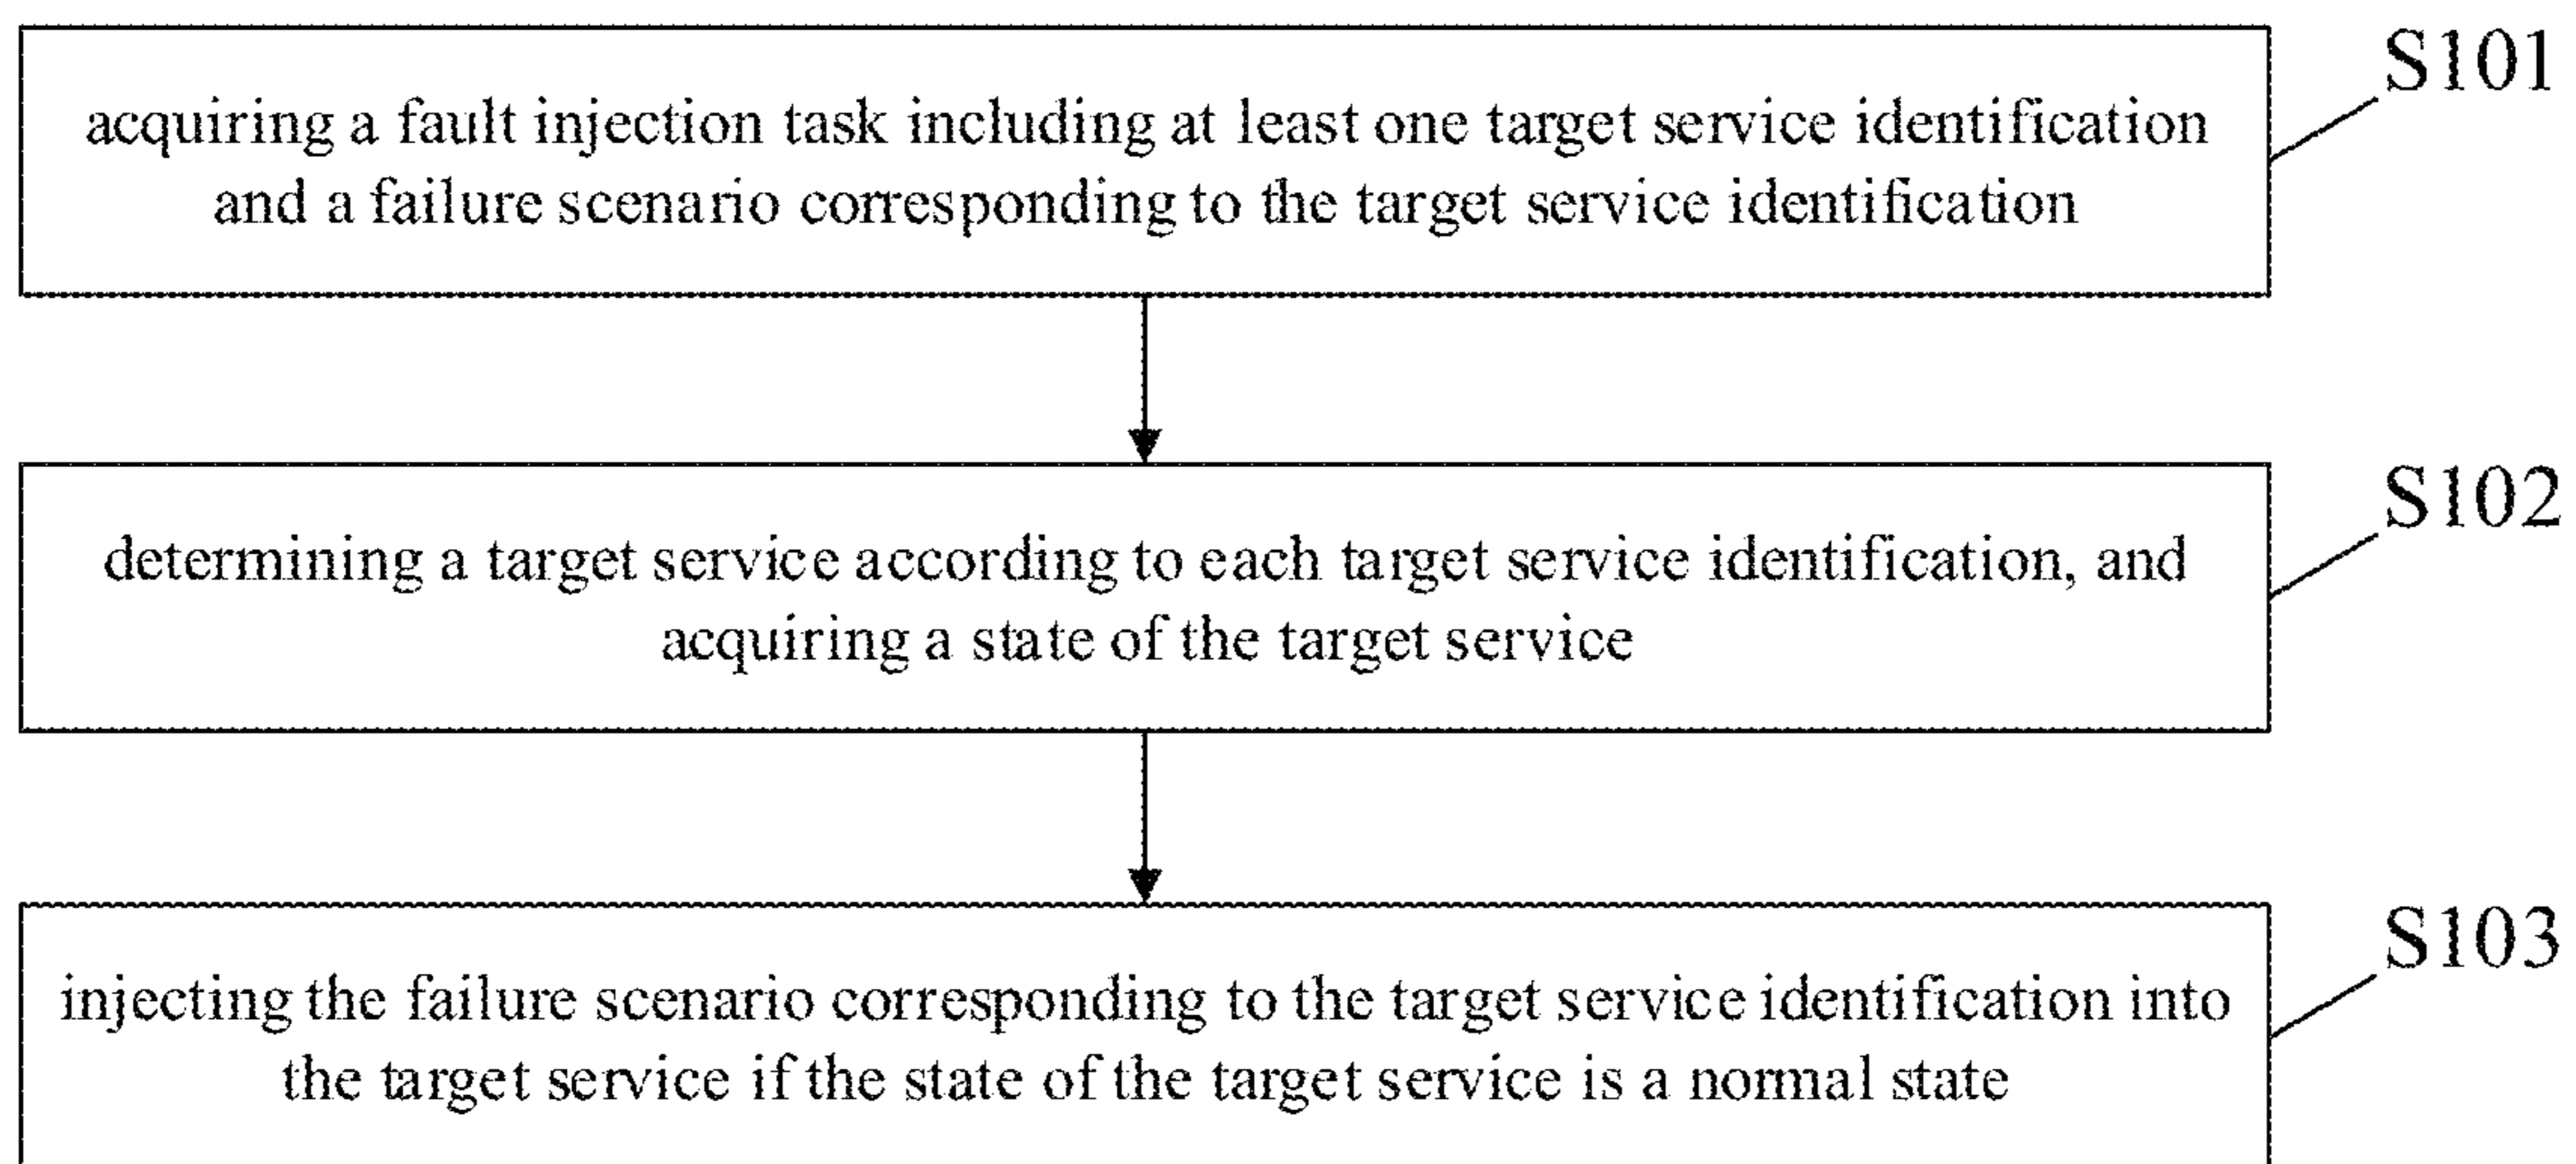 S101
acquiring a fault injection task including at least one target service identification
and a failure scenario corresponding to the target service identification
S102
determining a target service according to each target service identification, and
acquiring a state of the target service
S103
injecting the failure scenario corresponding to the target service identification into
the target service if the state of the target service is a normal state